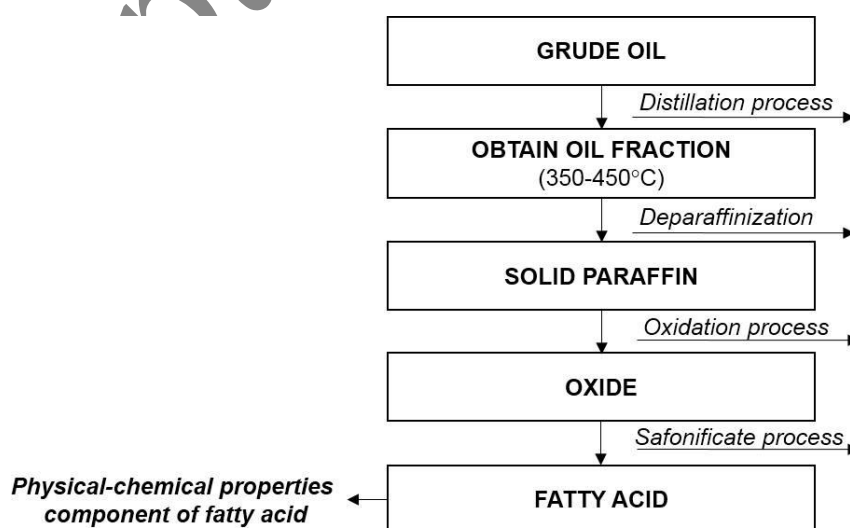 GRUDE OIL
Distillation process
OBTAIN OIL FRACTION
(350-450°C)
Deparaffinization
SOLID PARAFFIN
Oxidation process
OXIDE
Safonificate process
FATTY ACID
Physical-chemical properties
component of fatty acid